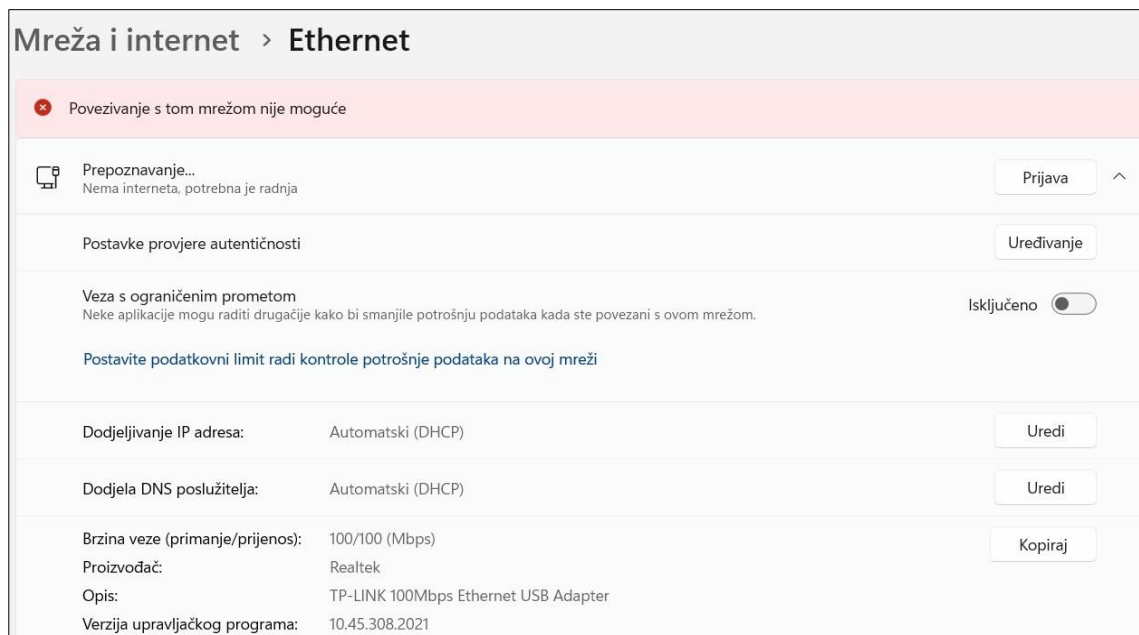 Mreža i internet > Ethernet
Povezivanje s tom mrežom nije moguće
Prepoznavanje...
Nema interneta, potrebna je radnja
Prijava
Postavke provjere autentičnosti
Uređivanje
Veza s ograničenim prometom
Neke aplikacije mogu raditi drugačije kako bi smanjile potrošnju podataka kada ste povezani s ovom mrežom.
Isključeno
Postavite podatkovni limit radi kontrole potrošnje podataka na ovoj mreži
Dodjeljivanje IP adresa: Automatski (DHCP)
Uredi
Dodjela DNS poslužitelja: Automatski (DHCP)
Uredi
Brzina veze (primanje/prijenos): 100/100 (Mbps)
Kopiraj
Proizvođač: Realtek
Opis: TP-LINK 100Mbps Ethernet USB Adapter
Verzija upravljačkog programa: 10.45.308.2021